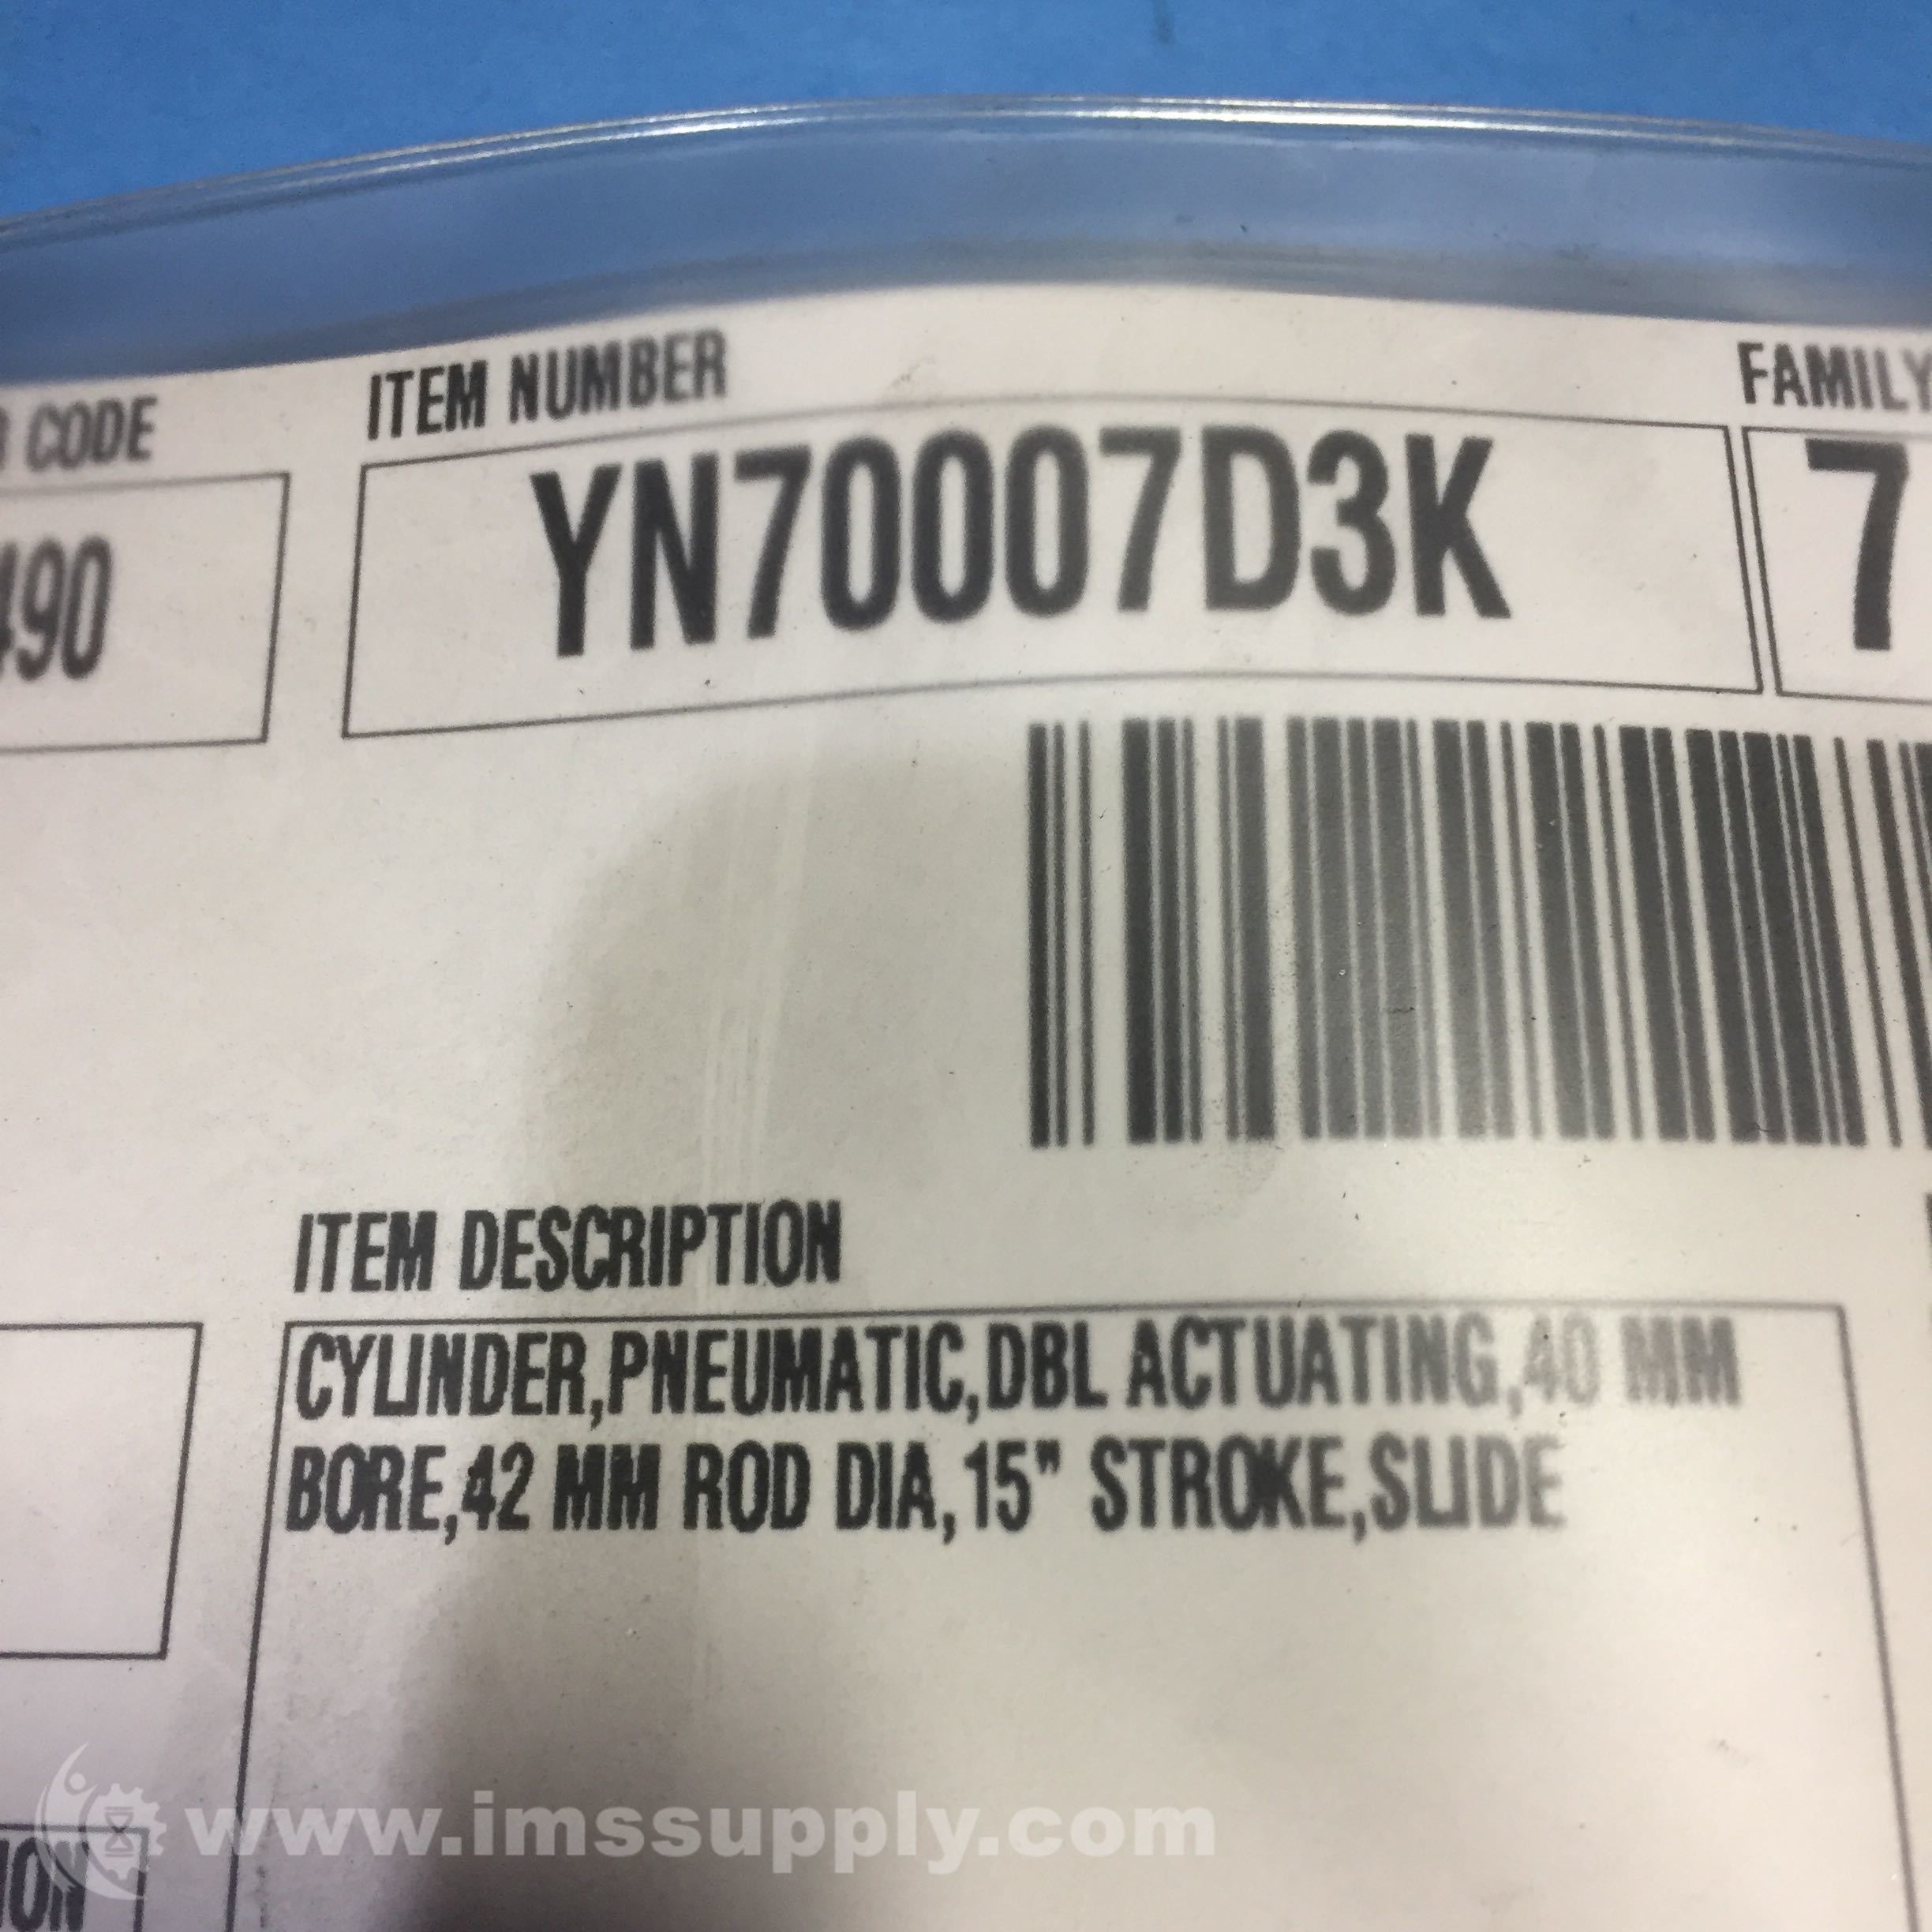 CODE
ITEM NUMBER
FAMILY
490
YN70007D3K
7
ITEM DESCRIPTION
CYLINDER,PNEUMATIC,DBL ACTUATING,40 MM
BORE,42 MM ROD DIA,15" STROKE,SLIDE
www.imssupply.com